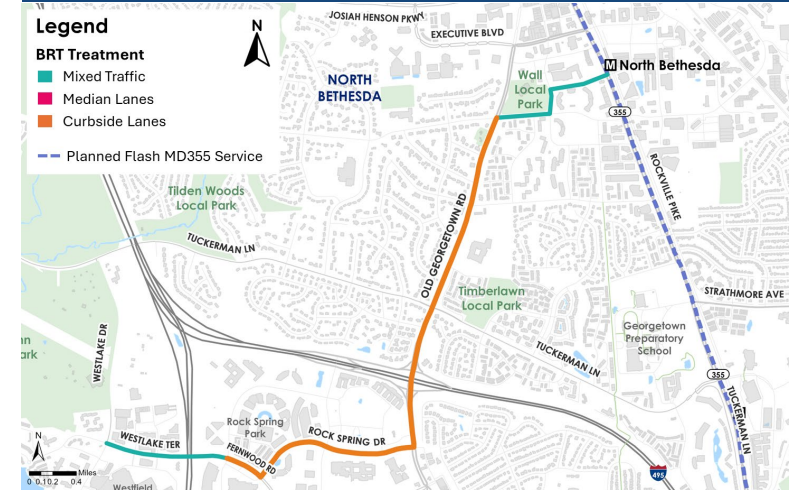 Legend
BRT Treatment
Mixed Traffic
Median Lanes
Curbside Lanes
Planned Flash MD355 Service
N
JOSIAH HENSON PKWY
EXECUTIVE BLVD
NORTH
BETHESDA
Wall
Local
Park
M North Bethesda
355
ROCKVILLE PIKE
Tilden Woods
Local Park
TUCKERMAN LN
OLD GEORGETOWN RD
Timberlawn
Local Park
STRATHMORE AVE
Georgetown
Preparatory
School
TUCKERMAN LN
355
TUCKERMAN LN
WESTLAKE DR
ark
Rock Spring
Park
ROCK SPRING DR
FERNWOOD RD
WESTLAKE TER
N
Miles
0 0.10.2 0.4
Westfield
495